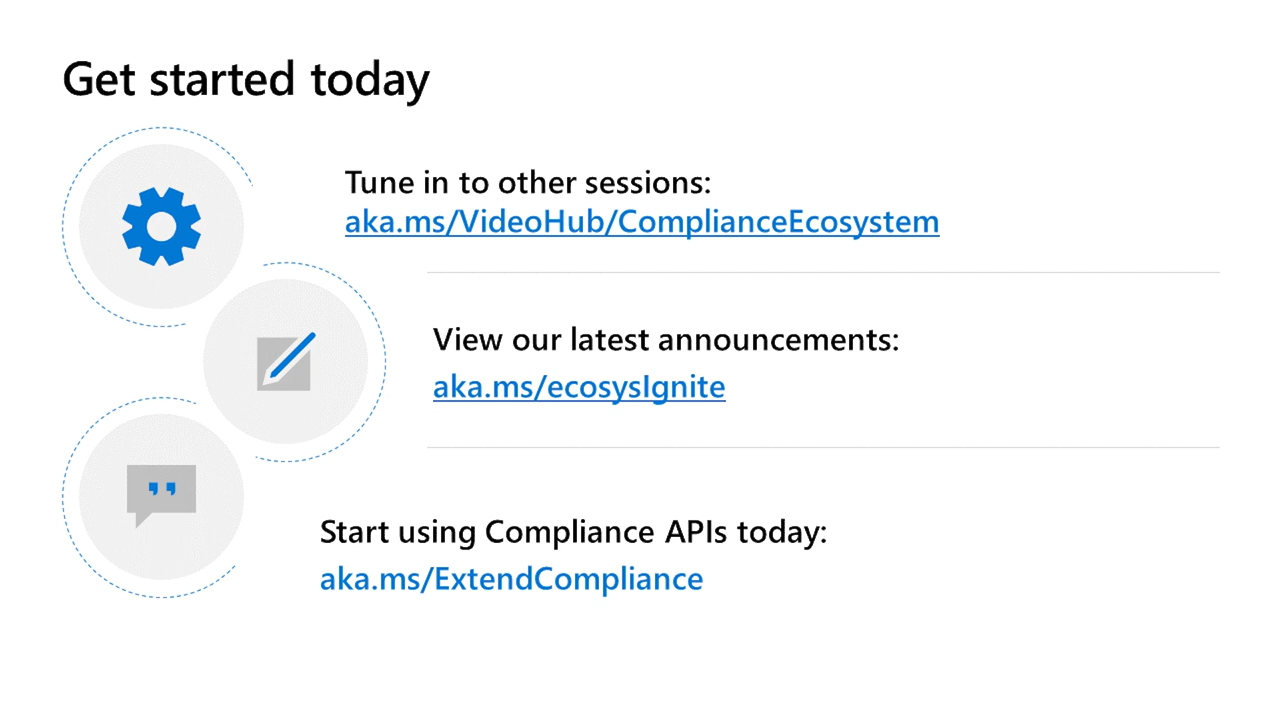 Get started today
Tune in to other sessions:
aka.ms/VideoHub/ComplianceEcosystem
View our latest announcements:
aka.ms/ecosysIgnite
Start using Compliance APIs today:
aka.ms/ExtendCompliance